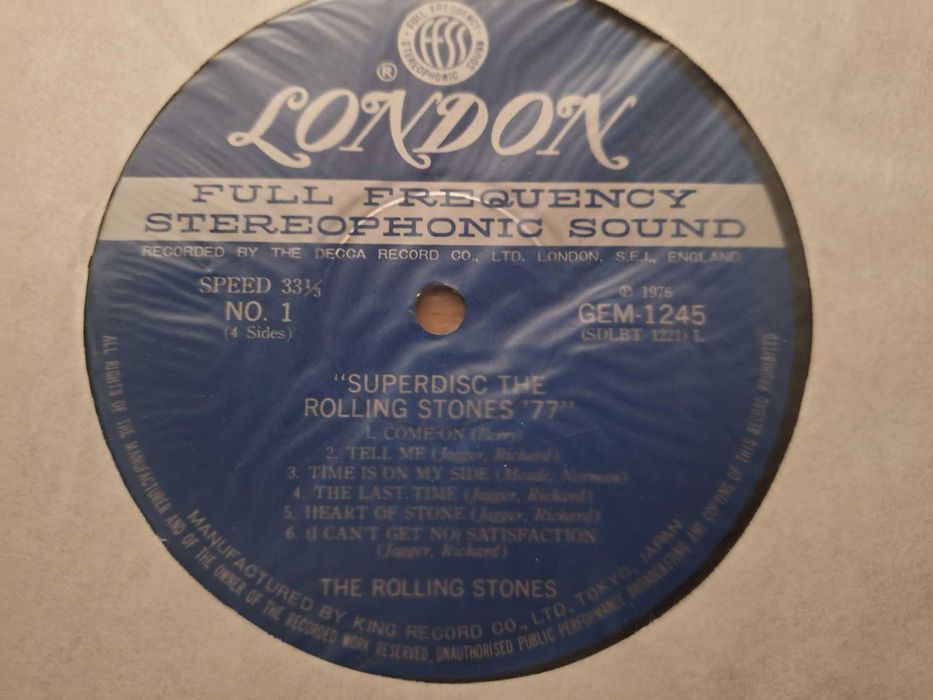 FULL FREQUENCY
ffss
STEREOPHONIC SOUND
®
LONDON
FULL FREQUENCY
STEREOPHONIC SOUND
RECORDED BY THE DECCA RECORD CO., LTD. LONDON. S.E.I., ENGLAND
SPEED 33⅓
NO. 1
(4 Sides)
℗ 1976
GEM-1245
(SDLBT 1221) L
"SUPERDISC THE
ROLLING STONES '77"
1. COME ON (Berry)
2. TELL ME (Jagger, Richard)
3. TIME IS ON MY SIDE (Meade, Norman)
4. THE LAST TIME (Jagger, Richard)
5. HEART OF STONE (Jagger, Richard)
6. (I CAN'T GET NO) SATISFACTION
(Jagger, Richard)
THE ROLLING STONES
MANUFACTURED BY KING RECORD CO., LTD. TOKYO, JAPAN
ALL RIGHTS OF THE MANUFACTURER AND OF THE OWNER OF THE RECORDED WORK RESERVED, UNAUTHORISED PUBLIC PERFORMANCE, BROADCASTING AND COPYING OF THIS RECORD PROHIBITED